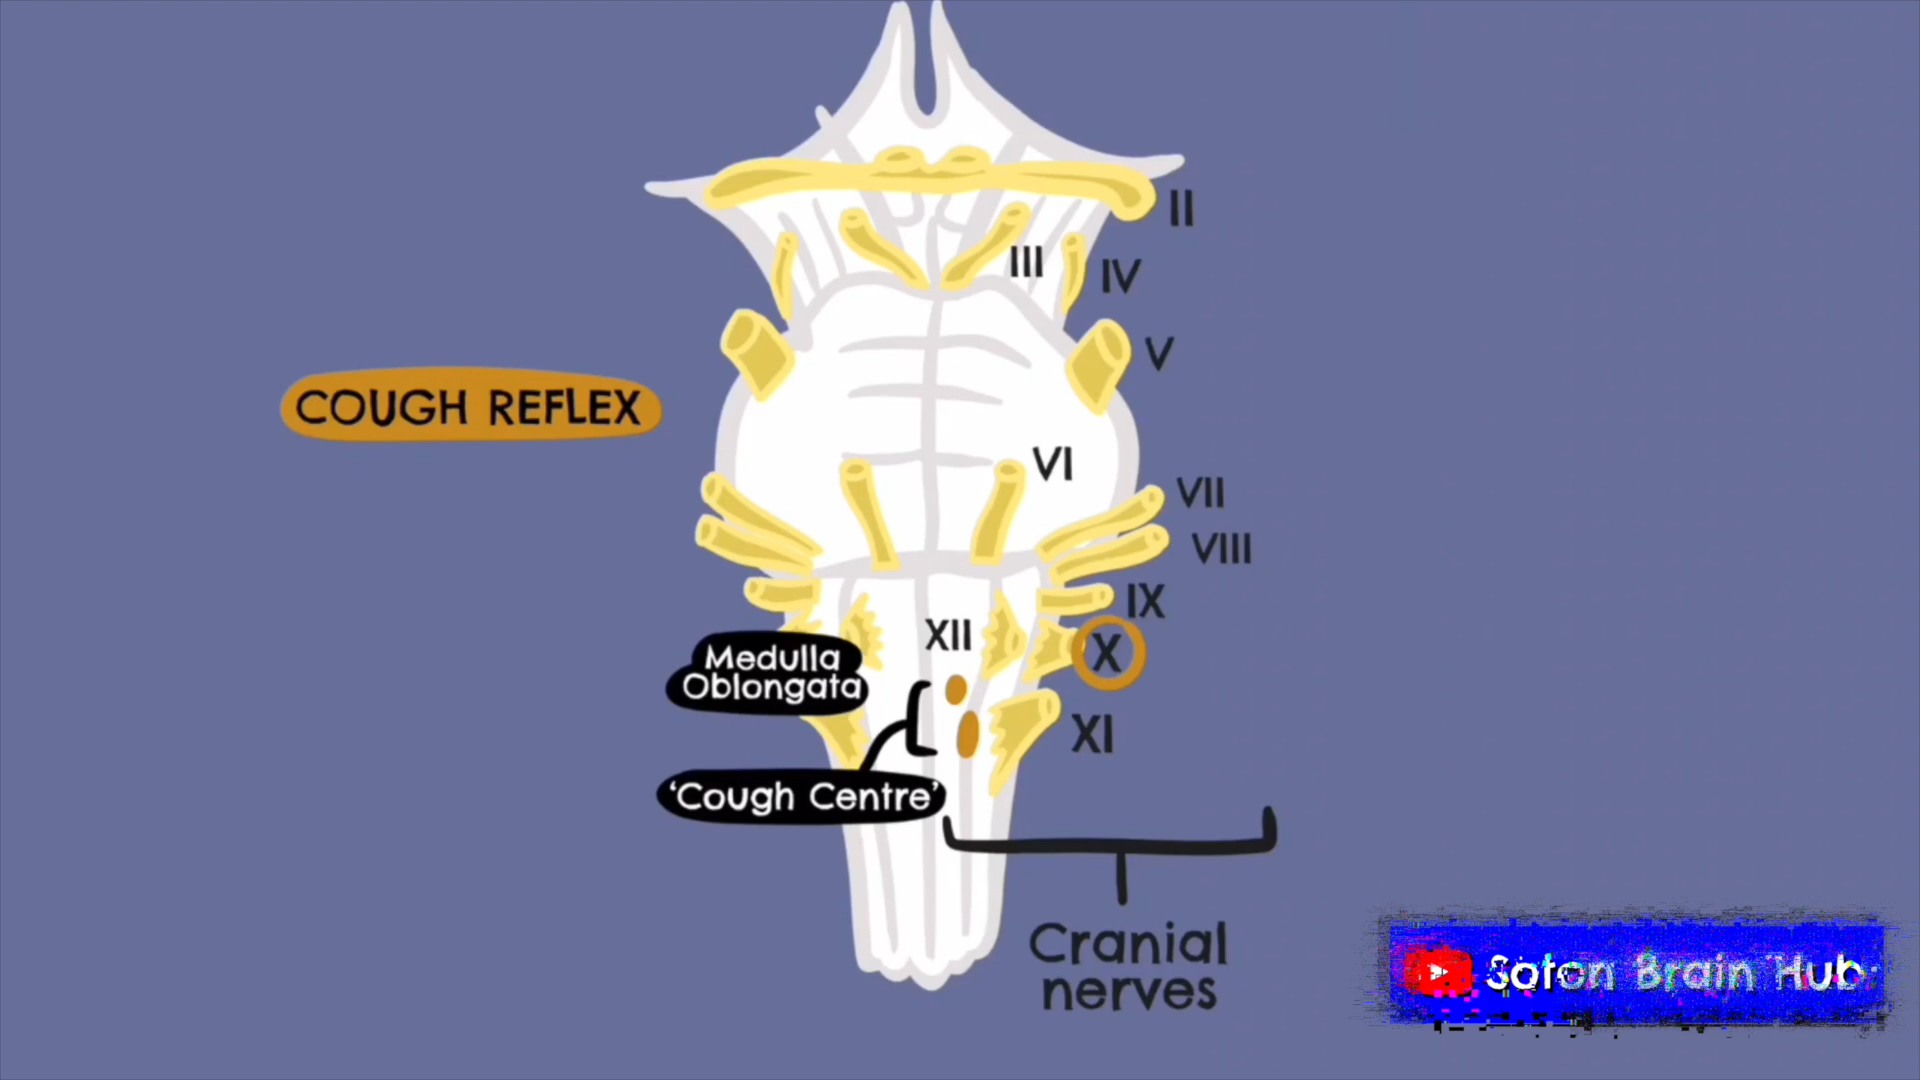 II
III
IV
V
COUGH REFLEX
VI
VII
VIII
IX
XII
X
Medulla
Oblongata
XI
'Cough Centre'
Cranial
nerves
Soton Brain Hub